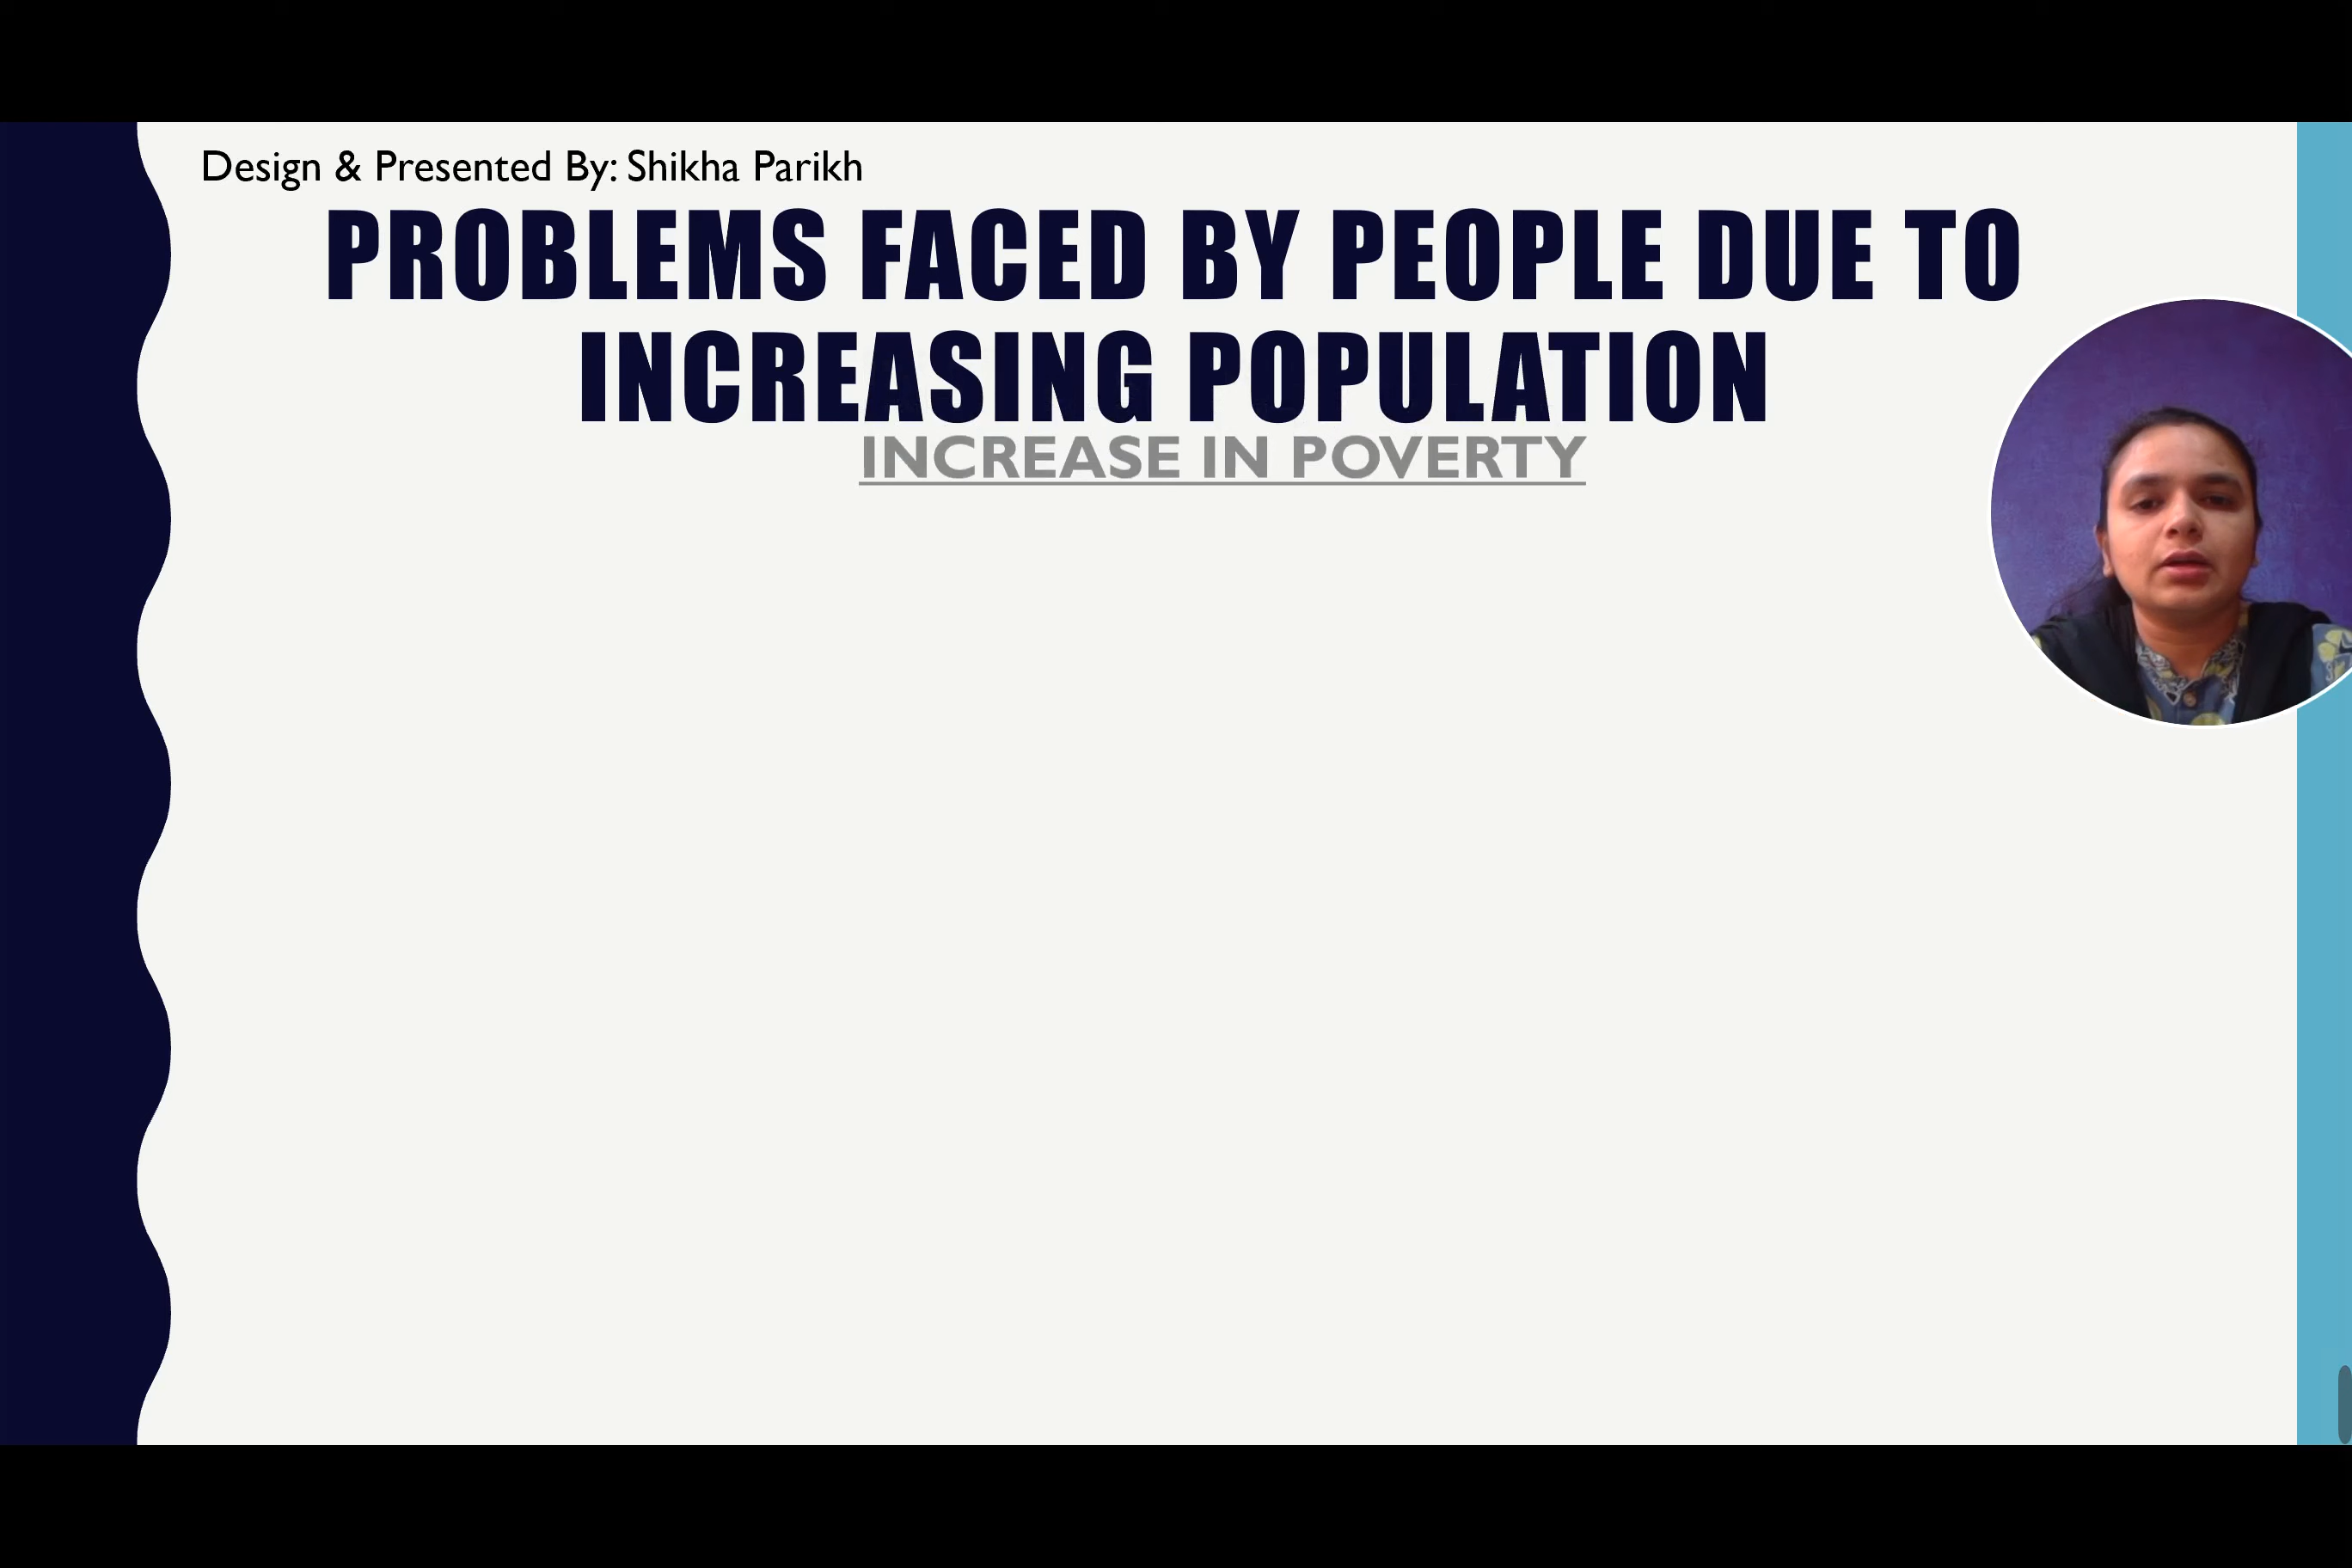 Design & Presented By: Shikha Parikh
PROBLEMS FACED BY PEOPLE DUE TO
INCREASING POPULATION
INCREASE IN POVERTY